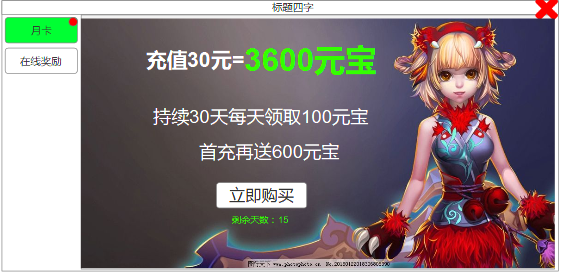 标题四字
月卡
在线奖励
充值30元=3600元宝
持续30天每天领取100元宝
首充再送600元宝
立即购买
剩余天数：15